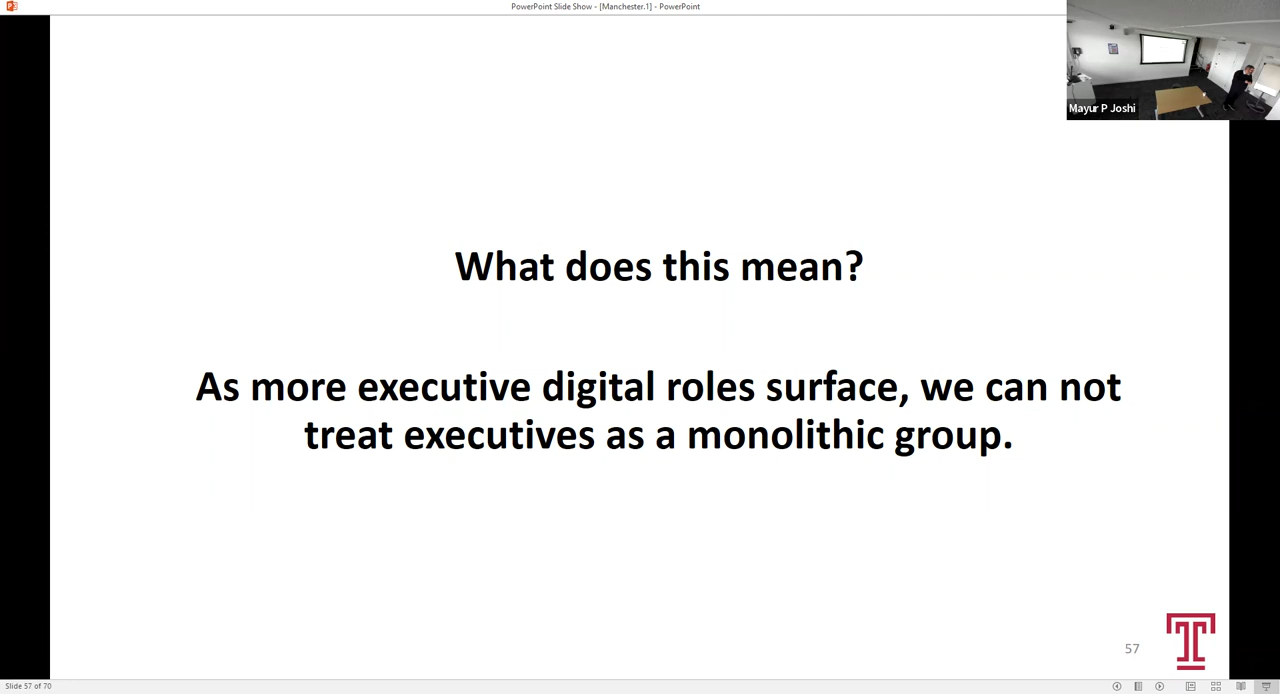 PowerPoint Slide Show - [Manchester.1] - PowerPoint
Mayur P Joshi
What does this mean?
As more executive digital roles surface, we can not
treat executives as a monolithic group.
57
Slide 57 of 70